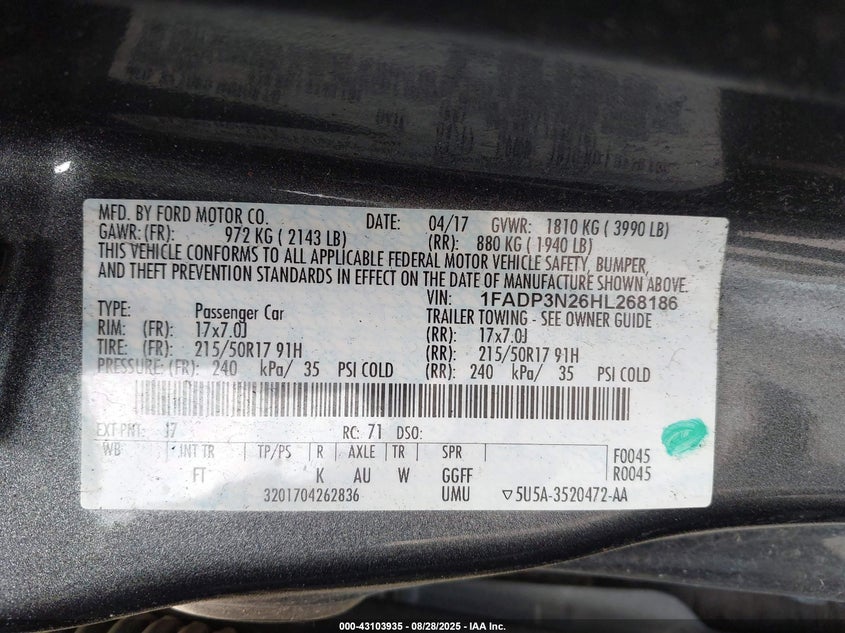 MFD. BY FORD MOTOR CO. DATE: 04/17 GVWR: 1810 KG ( 3990 LB)
GAWR: (FR): 972 KG ( 2143 LB) (RR): 880 KG ( 1940 LB)
THIS VEHICLE CONFORMS TO ALL APPLICABLE FEDERAL MOTOR VEHICLE SAFETY, BUMPER,
AND THEFT PREVENTION STANDARDS IN EFFECT ON THE DATE OF MANUFACTURE SHOWN ABOVE.
VIN: 1FADP3N26HL268186
TYPE: Passenger Car TRAILER TOWING - SEE OWNER GUIDE
RIM: (FR): 17x7.0J (RR): 17x7.0J
TIRE: (FR): 215/50R17 91H (RR): 215/50R17 91H
PRESSURE: (FR): 240 kPa/ 35 PSI COLD (RR): 240 kPa/ 35 PSI COLD
EXT PNT: J7 RC: 71 DSO:
WB INT TR TP/PS R AXLE TR SPR F0045
FT K AU W GGFF R0045
3201704262836 UMU ▽5U5A-3520472-AA
000-43103935 - 08/28/2025 - IAA Inc.